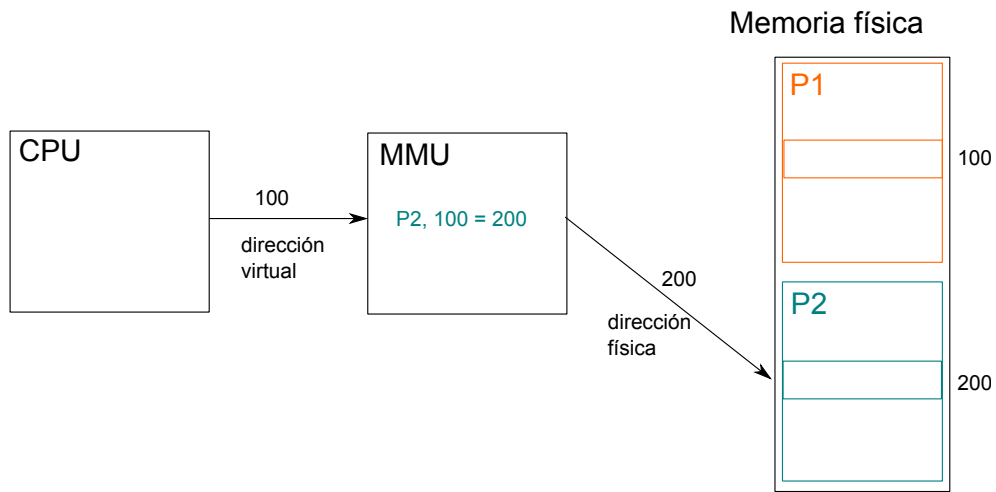 Memoria física
CPU
100
dirección
virtual
MMU
P2, 100 = 200
200
dirección
física
P1
100
P2
200